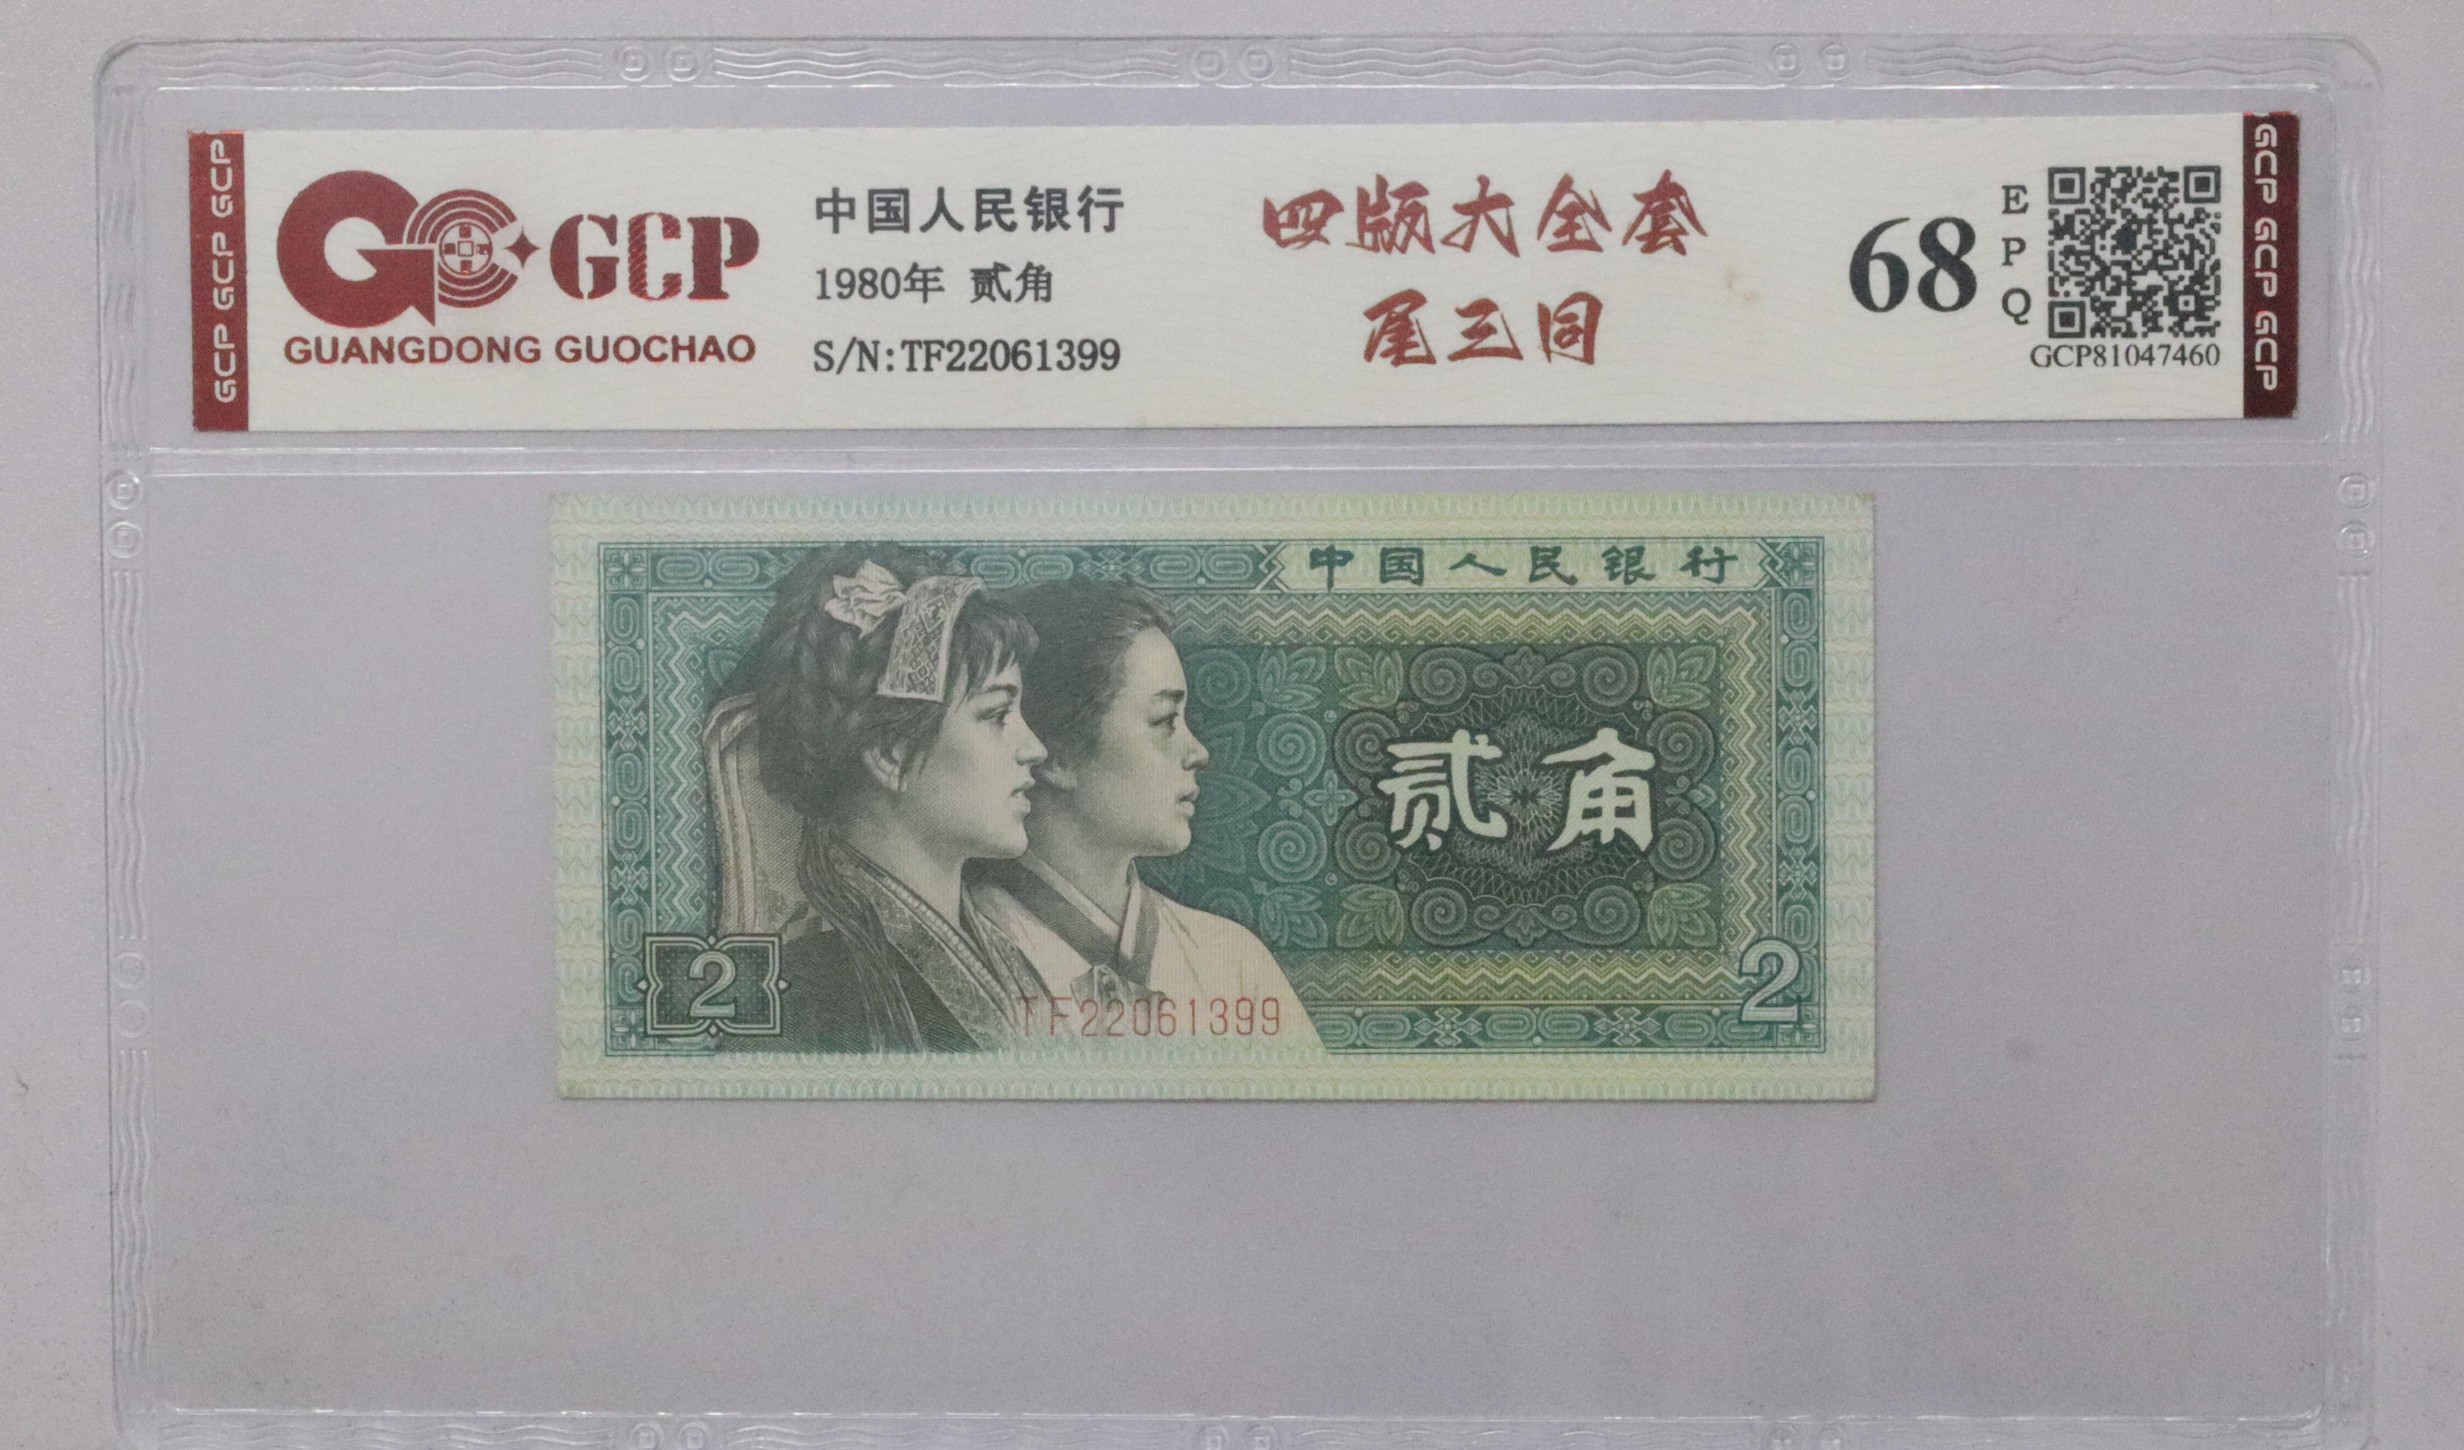 GCP GCP GCP
GCP
GUANGDONG GUOCHAO
中国人民银行
1980年 贰角
S/N:TF22061399
四版大全套
尾三同
68
E
P
Q
GCP81047460
GCP GCP GCP
中国人民银行
贰角
2
2
TF22061399